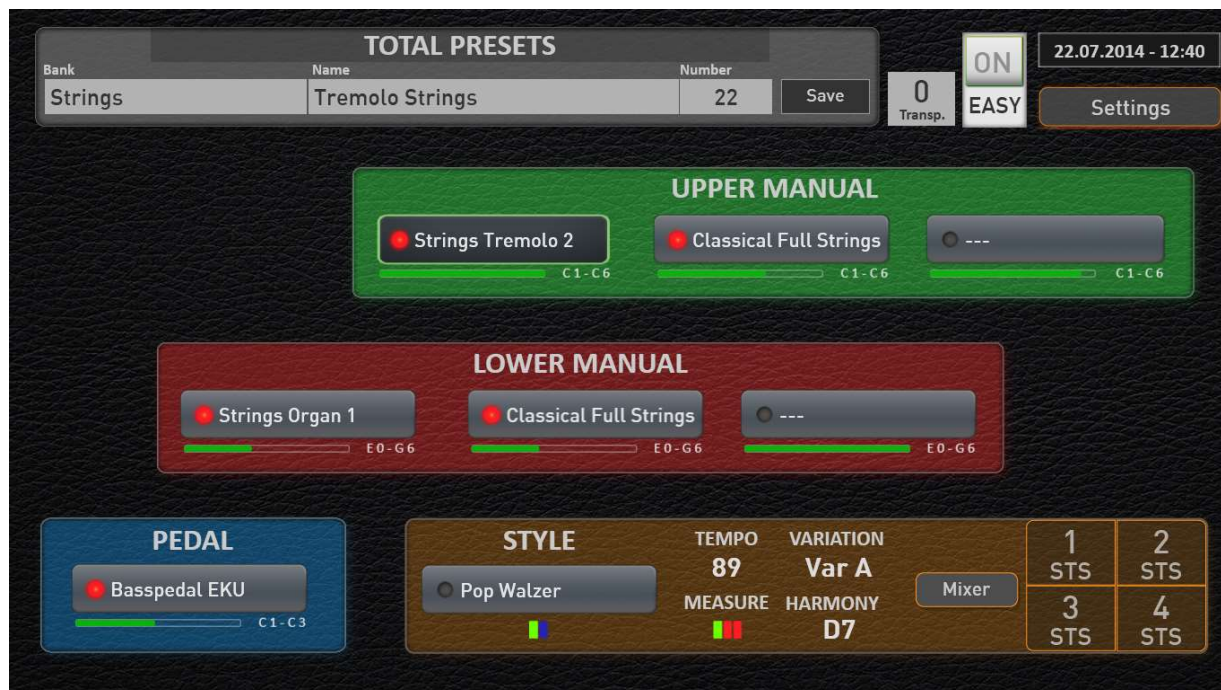 TOTAL PRESETS
Bank Name Number
Strings Tremolo Strings 22 Save
0
Transp.
ON
EASY
22.07.2014 - 12:40
Settings
UPPER MANUAL
Strings Tremolo 2 Classical Full Strings ---
C1-C6 C1-C6 C1-C6
LOWER MANUAL
Strings Organ 1 Classical Full Strings ---
E0-G6 E0-G6 E0-G6
PEDAL
Basspedal EKU
C1-C3
STYLE
Pop Walzer
TEMPO VARIATION
89 Var A
MEASURE HARMONY
D7
Mixer
1 2
STS STS
3 4
STS STS